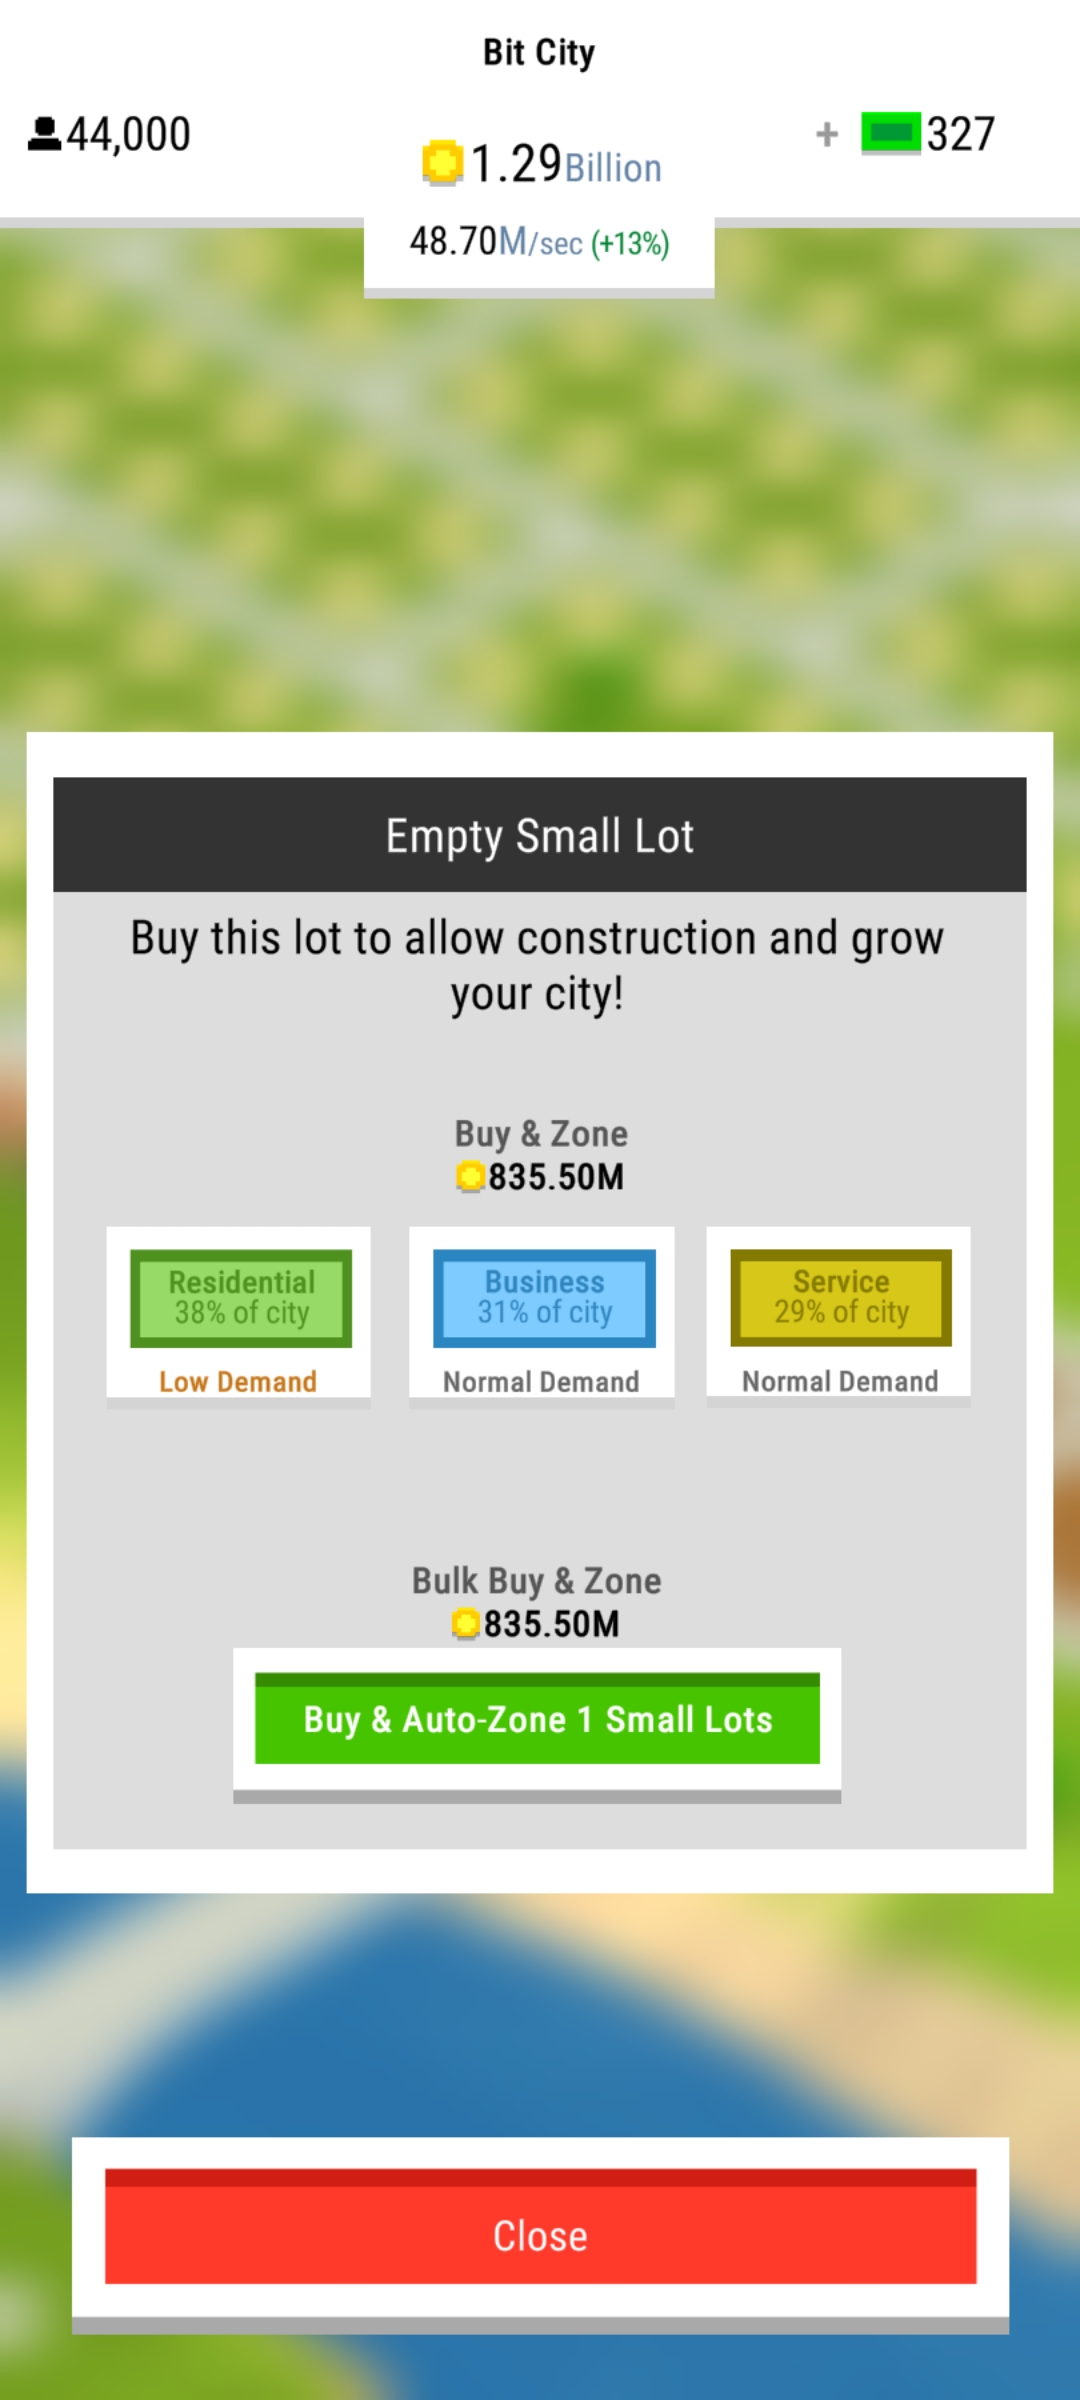 Bit City
44,000
1.29Billion
+ 327
48.70M/sec (+13%)
Empty Small Lot
Buy this lot to allow construction and grow
your city!
Buy & Zone
835.50M
Residential
38% of city
Low Demand
Business
31% of city
Normal Demand
Service
29% of city
Normal Demand
Bulk Buy & Zone
835.50M
Buy & Auto-Zone 1 Small Lots
Close